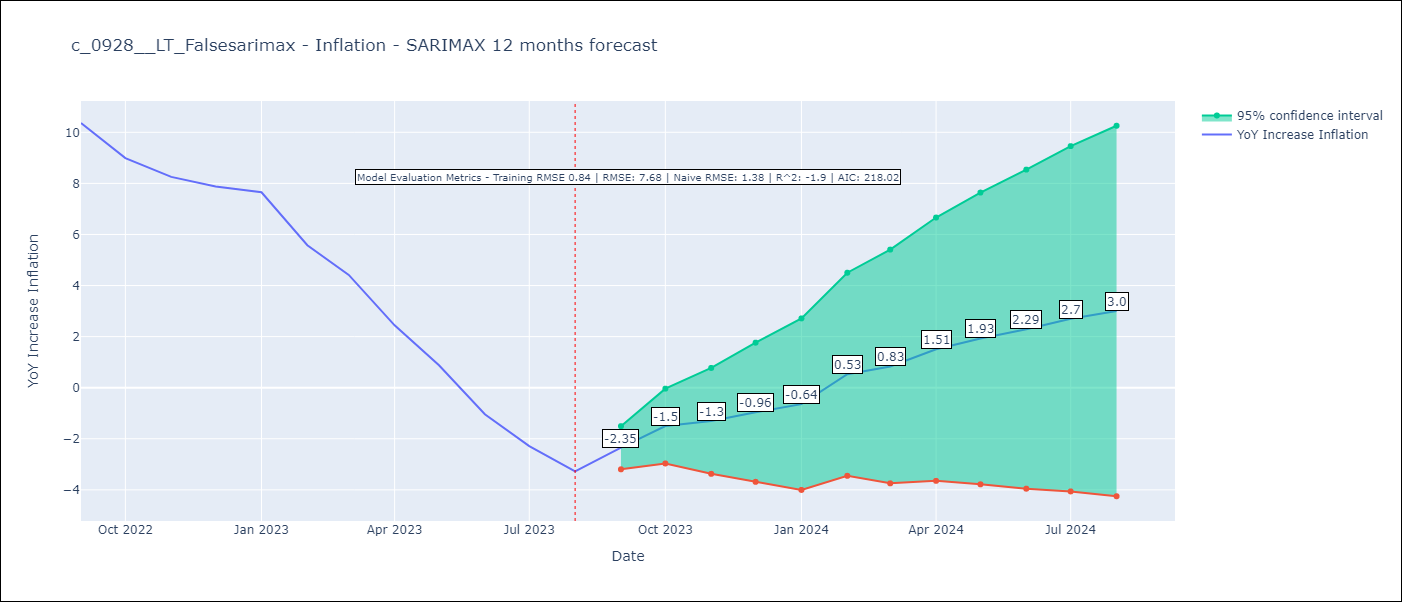 c_0928__LT_Falsesarimax - Inflation - SARIMAX 12 months forecast
95% confidence interval
YoY Increase Inflation
Model Evaluation Metrics - Training RMSE 0.84 | RMSE: 7.68 | Naive RMSE: 1.38 | R^2: -1.9 | AIC: 218.02
YoY Increase Inflation
10
8
6
4
2
0
−2
−4
-2.35
-1.5
-1.3
-0.96
-0.64
0.53
0.83
1.51
1.93
2.29
2.7
3.0
Oct 2022
Jan 2023
Apr 2023
Jul 2023
Oct 2023
Jan 2024
Apr 2024
Jul 2024
Date